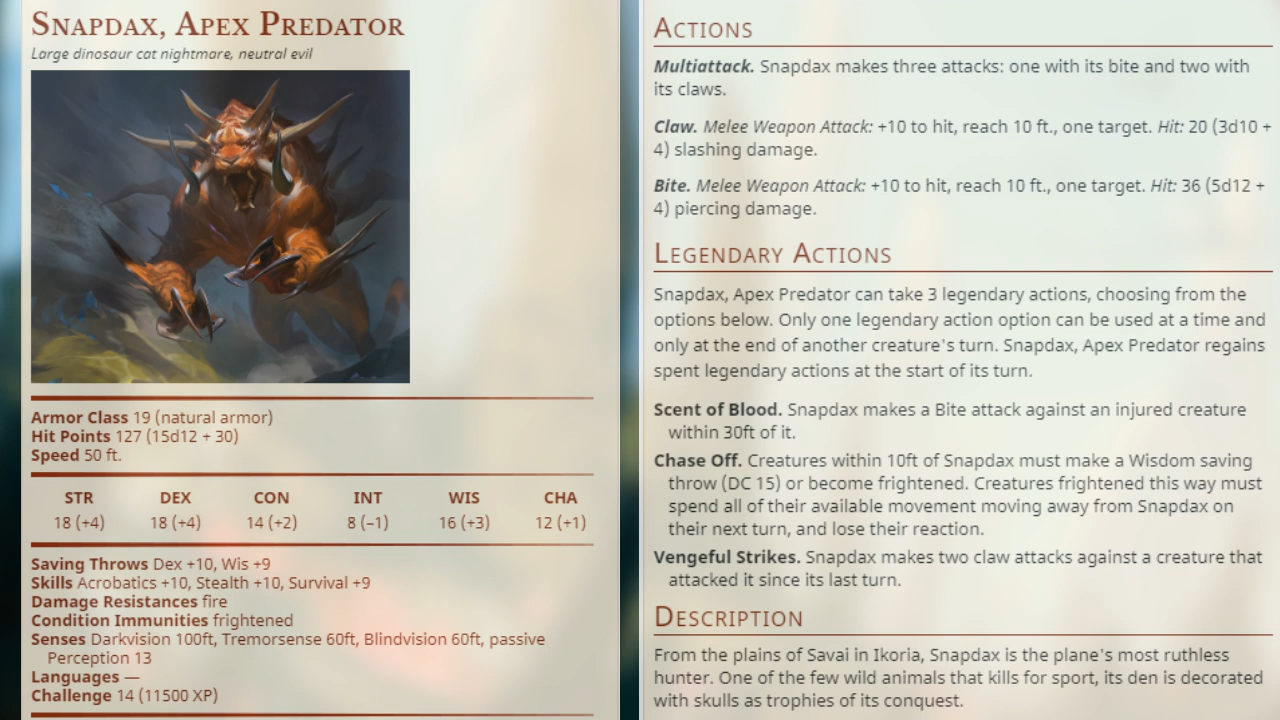 Snapdax, Apex Predator
Large dinosaur cat nightmare, neutral evil
Armor Class 19 (natural armor)
Hit Points 127 (15d12 + 30)
Speed 50 ft.
STR DEX CON INT WIS CHA
18 (+4) 18 (+4) 14 (+2) 8 (–1) 16 (+3) 12 (+1)
Saving Throws Dex +10, Wis +9
Skills Acrobatics +10, Stealth +10, Survival +9
Damage Resistances fire
Condition Immunities frightened
Senses Darkvision 100ft, Tremorsense 60ft, Blindvision 60ft, passive
Perception 13
Languages —
Challenge 14 (11500 XP)
Actions
Multiattack. Snapdax makes three attacks: one with its bite and two with
its claws.
Claw. Melee Weapon Attack: +10 to hit, reach 10 ft., one target. Hit: 20 (3d10 +
4) slashing damage.
Bite. Melee Weapon Attack: +10 to hit, reach 10 ft., one target. Hit: 36 (5d12 +
4) piercing damage.
Legendary Actions
Snapdax, Apex Predator can take 3 legendary actions, choosing from the
options below. Only one legendary action option can be used at a time and
only at the end of another creature's turn. Snapdax, Apex Predator regains
spent legendary actions at the start of its turn.
Scent of Blood. Snapdax makes a Bite attack against an injured creature
within 30ft of it.
Chase Off. Creatures within 10ft of Snapdax must make a Wisdom saving
throw (DC 15) or become frightened. Creatures frightened this way must
spend all of their available movement moving away from Snapdax on
their next turn, and lose their reaction.
Vengeful Strikes. Snapdax makes two claw attacks against a creature that
attacked it since its last turn.
Description
From the plains of Savai in Ikoria, Snapdax is the plane's most ruthless
hunter. One of the few wild animals that kills for sport, its den is decorated
with skulls as trophies of its conquest.